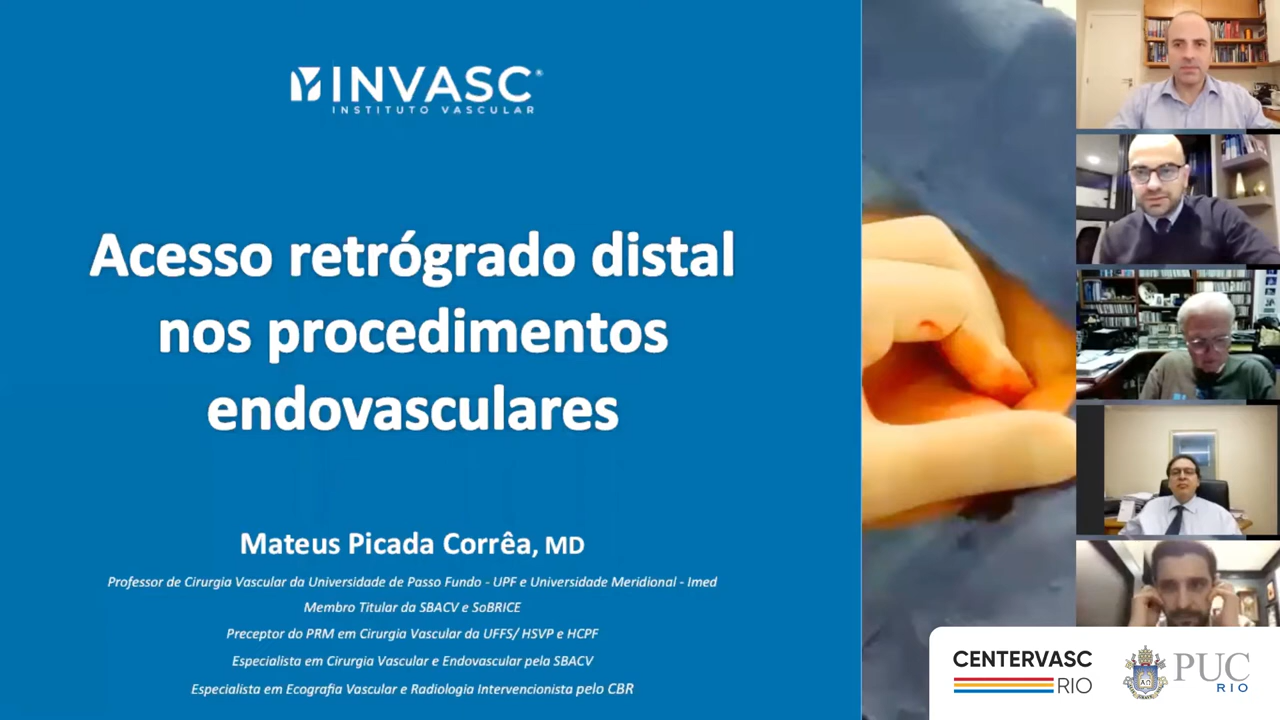 INVASC
INSTITUTO VASCULAR
Acesso retrógrado distal
nos procedimentos
endovasculares
Mateus Picada Corrêa, MD
Professor de Cirurgia Vascular da Universidade de Passo Fundo - UPF e Universidade Meridional - Imed
Membro Titular da SBACV e SoBRICE
Preceptor do PRM em Cirurgia Vascular da UFFS/ HSVP e HCPF
Especialista em Cirurgia Vascular e Endovascular pela SBACV
Especialista em Ecografia Vascular e Radiologia Intervencionista pelo CBR
CENTERVASC
RIO
PUC
RIO